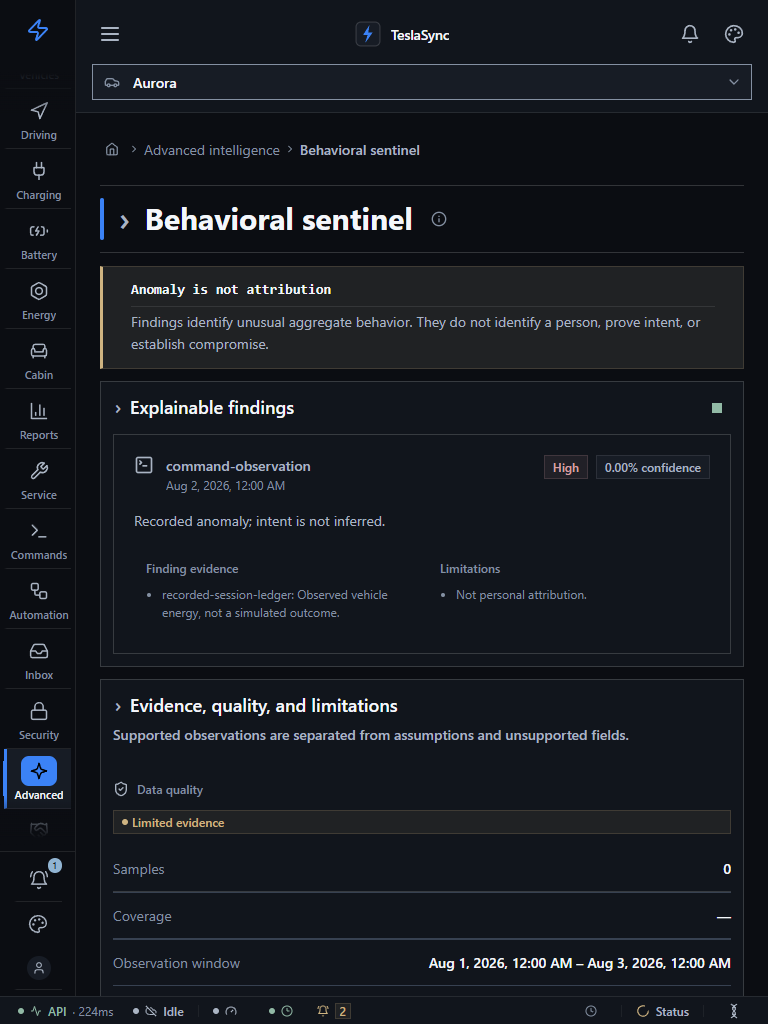 TeslaSync
Aurora
Driving
Charging
Battery
Energy
Cabin
Reports
Service
Commands
Automation
Inbox
Security
Advanced
1
Advanced intelligence
Behavioral sentinel
Behavioral sentinel
Anomaly is not attribution
Findings identify unusual aggregate behavior. They do not identify a person, prove intent, or
establish compromise.
Explainable findings
command-observation
High
0.00% confidence
Aug 2, 2026, 12:00 AM
Recorded anomaly; intent is not inferred.
Finding evidence
• recorded-session-ledger: Observed vehicle
energy, not a simulated outcome.
Limitations
• Not personal attribution.
Evidence, quality, and limitations
Supported observations are separated from assumptions and unsupported fields.
Data quality
Limited evidence
Samples 0
Coverage —
Observation window Aug 1, 2026, 12:00 AM – Aug 3, 2026, 12:00 AM
API · 224ms Idle 2 Status